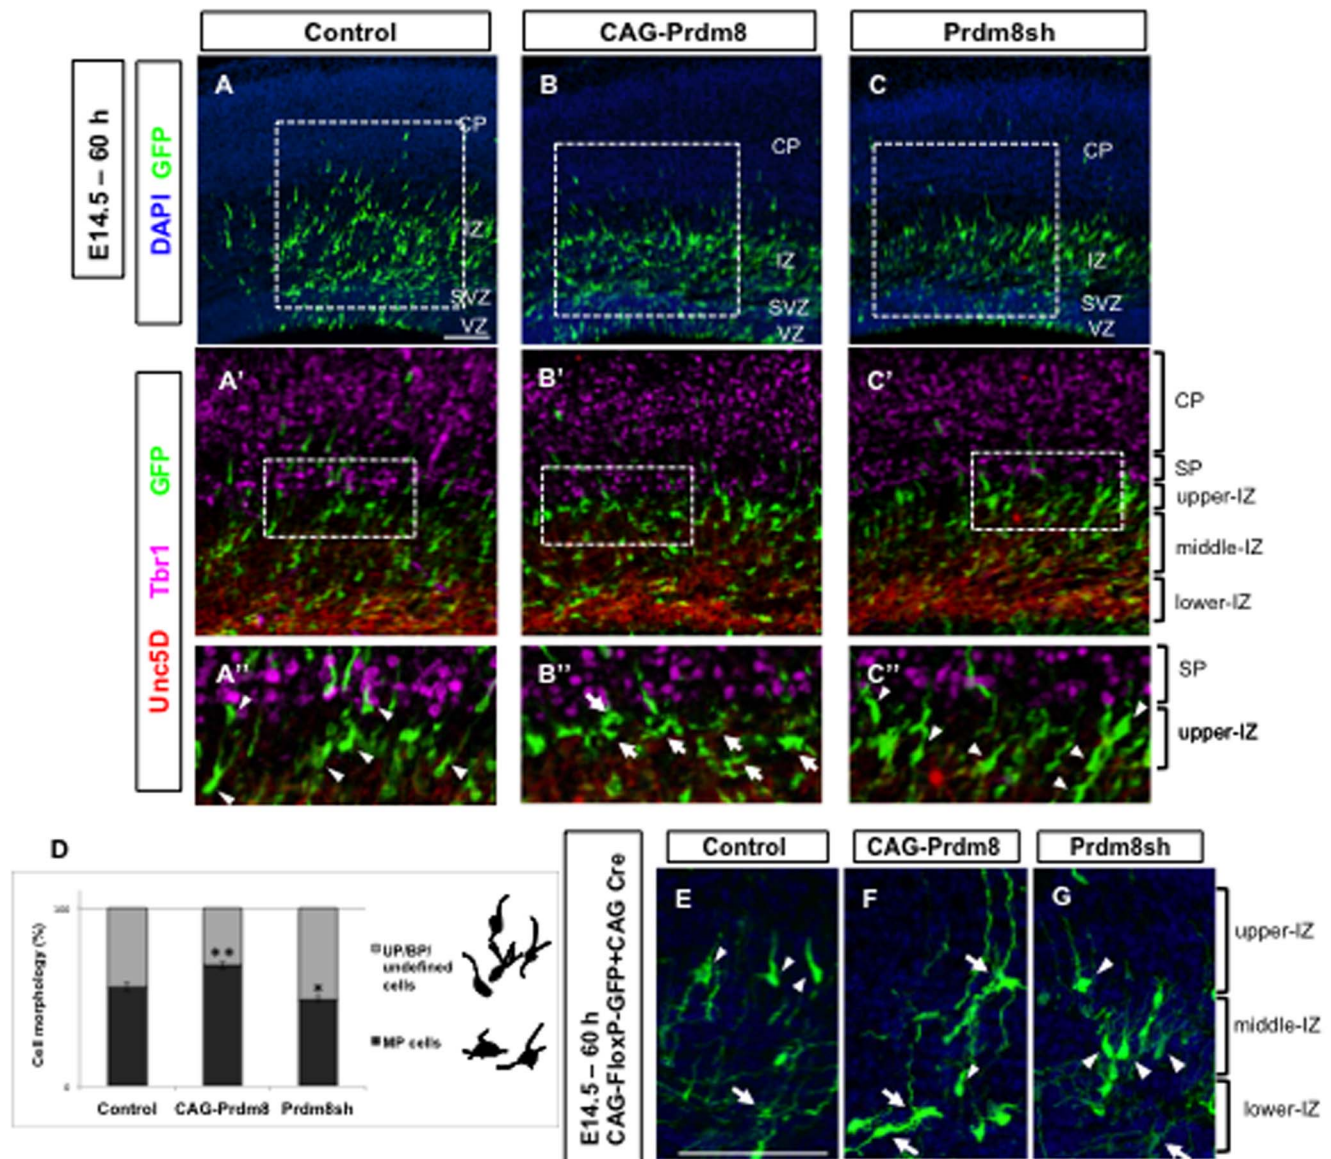 Control
CAG-Prdm8
Prdm8sh
E14.5 – 60 h
DAPI GFP
A
CP
IZ
SVZ
VZ
B
CP
IZ
SVZ
VZ
C
CP
IZ
SVZ
VZ
Unc5D Tbr1 GFP
A'
B'
C'
CP
SP
upper-IZ
middle-IZ
lower-IZ
A''
B''
C''
SP
upper-IZ
D
Cell morphology (%)
100
0
**
*
Control
CAG-Prdm8
Prdm8sh
UP/BP/
undefined
cells
MP cells
E14.5 – 60 h
CAG-FloxP-GFP+CAG Cre
Control
CAG-Prdm8
Prdm8sh
E
F
G
upper-IZ
middle-IZ
lower-IZ